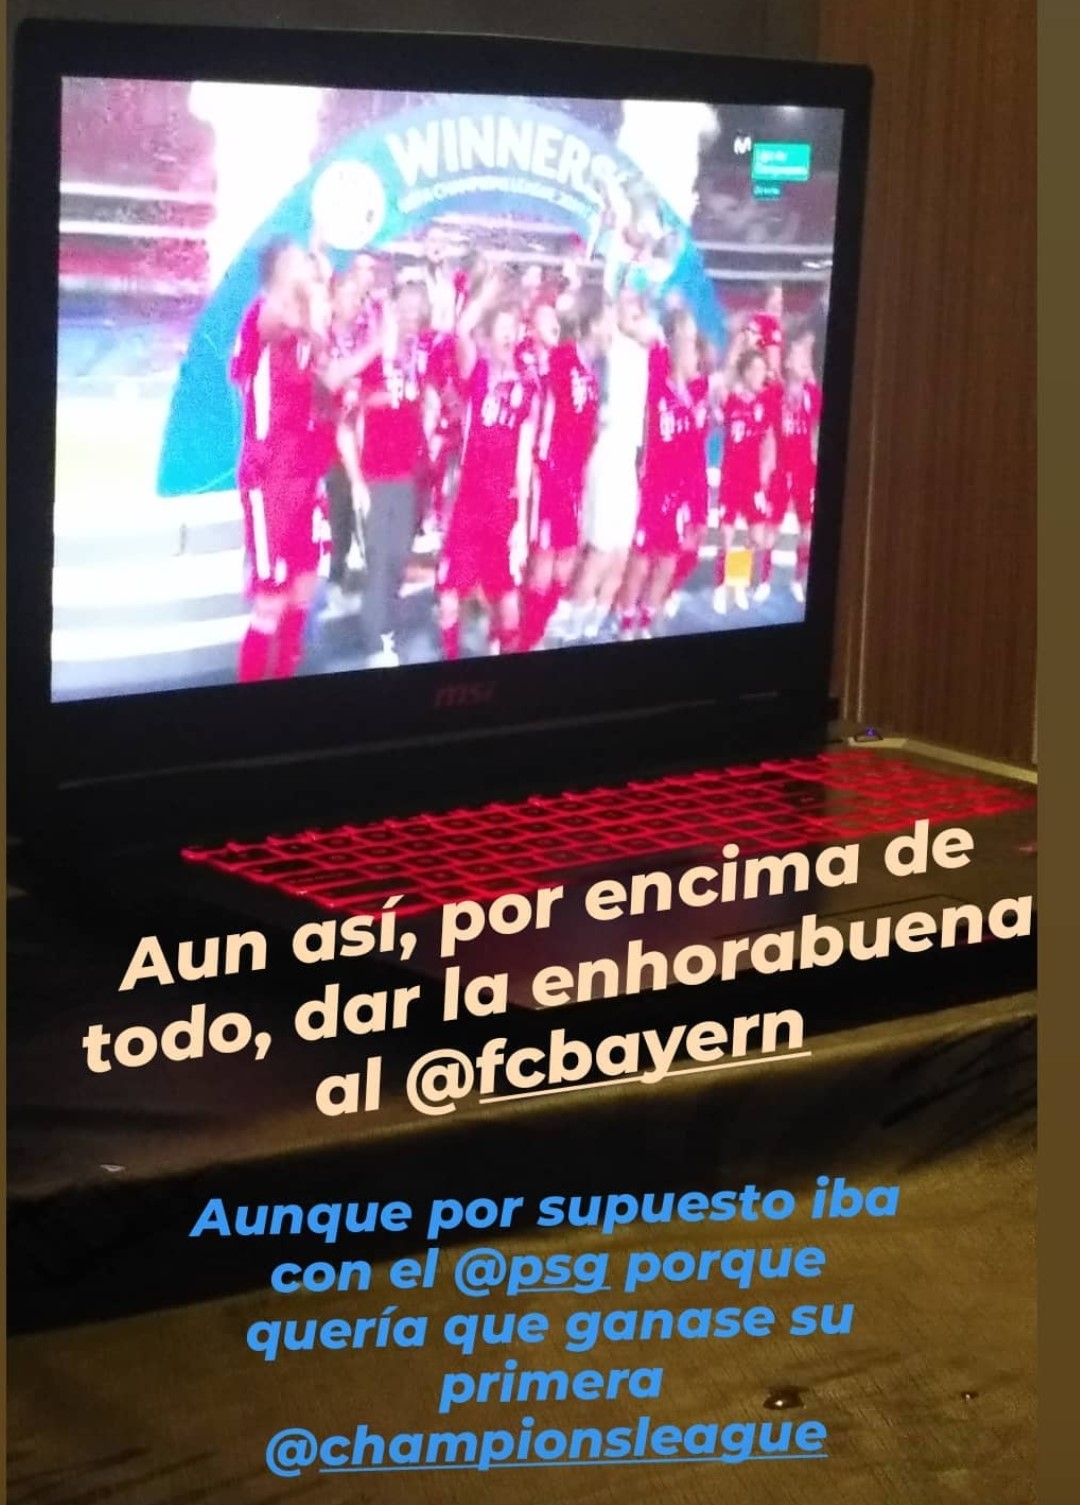 WINNERS
msi
Aun así, por encima de
todo, dar la enhorabuena
al @fcbayern
Aunque por supuesto iba
con el @psg porque
quería que ganase su
primera
@championsleague